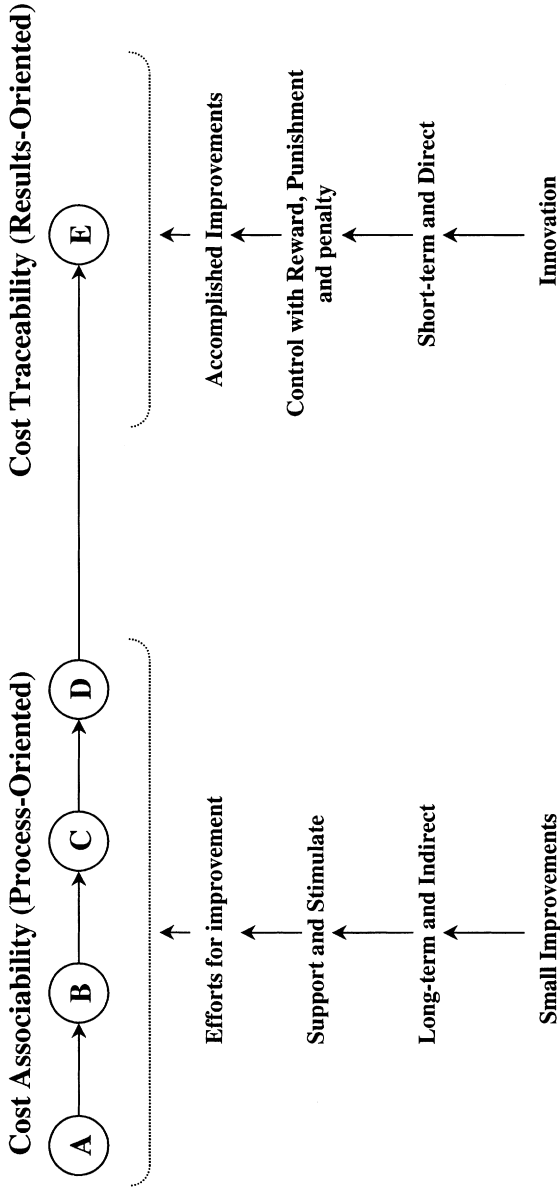 Cost Associability (Process-Oriented)
Cost Traceability (Results-Oriented)
A
B
C
D
E
Efforts for improvement
Support and Stimulate
Long-term and Indirect
Small Improvements
Accomplished Improvements
Control with Reward, Punishment
and penalty
Short-term and Direct
Innovation